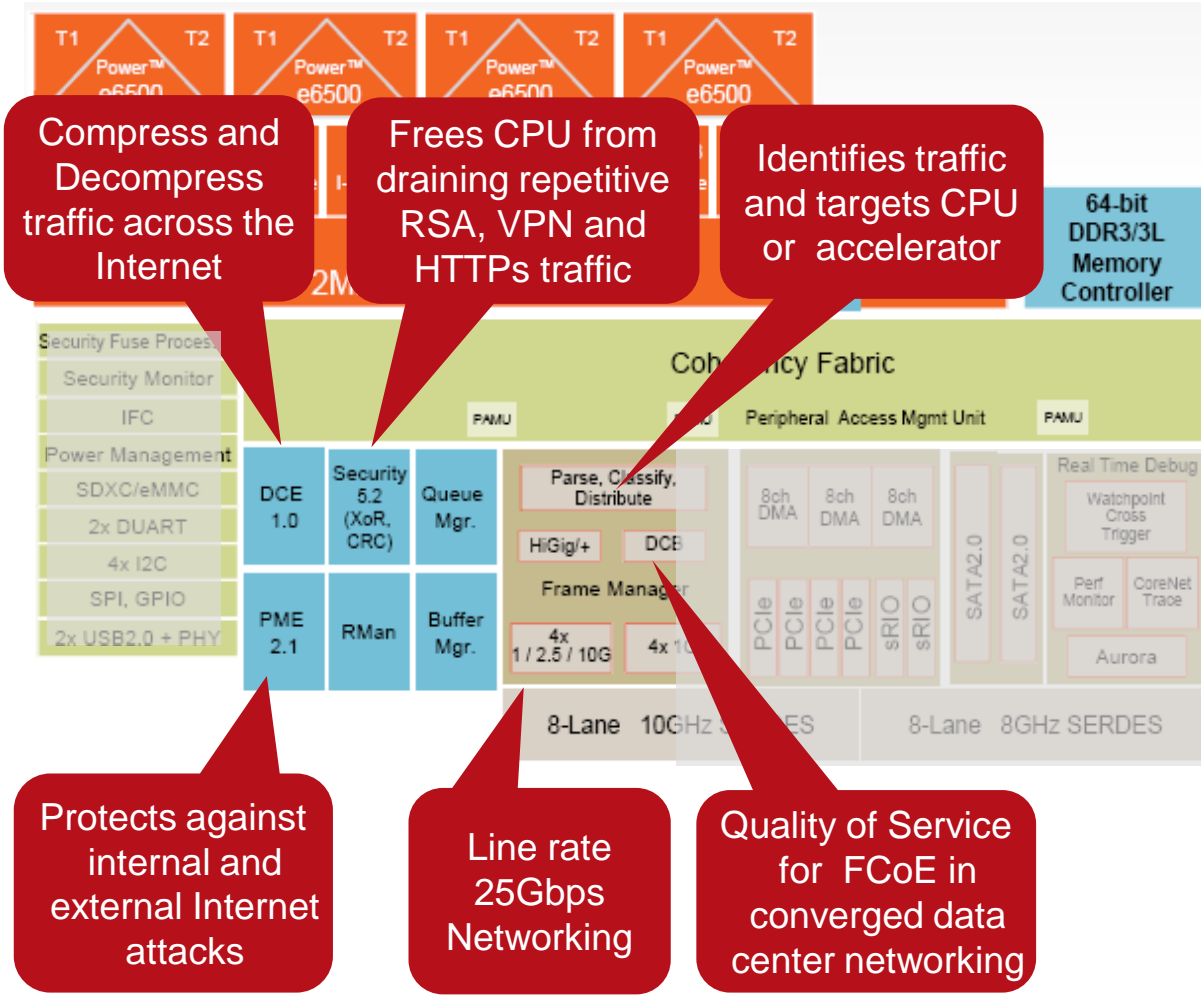 T1 T2 T1 T2 T1 T2 T1 T2
Power™ Power™ Power™ Power™
e6500 e6500 e6500 e6500
Compress and
Decompress
traffic across the
Internet
Frees CPU from
draining repetitive
RSA, VPN and
HTTPs traffic
Identifies traffic
and targets CPU
or accelerator
64-bit
DDR3/3L
Memory
Controller
Security Fuse
Security Monitor
IFC
Power Management
SDXC/eMMC
2x DUART
4x I2C
SPI, GPIO
2x USB2.0 + PHY
Fabric
PAMU
Peripheral Access Mgmt Unit
PAMU
DCE
1.0
Security
5.2
(XoR,
CRC)
Queue
Mgr.
PME
2.1
RMan
Buffer
Mgr.
Parse, Classify,
Distribute
HiGig/+
DCB
Frame Manager
4x
1 / 2.5 / 10G
4x
8ch
DMA
8ch
DMA
8ch
DMA
PCIe
PCIe
PCIe
PCIe
sRIO
sRIO
SATA2.0
SATA2.0
Real Time Debug
Watchpoint
Cross
Trigger
Perf
Monitor
CoreNet
Trace
Aurora
8-Lane 10GHz SERDES
8-Lane 8GHz SERDES
Protects against
internal and
external Internet
attacks
Line rate
25Gbps
Networking
Quality of Service
for FCoE in
converged data
center networking